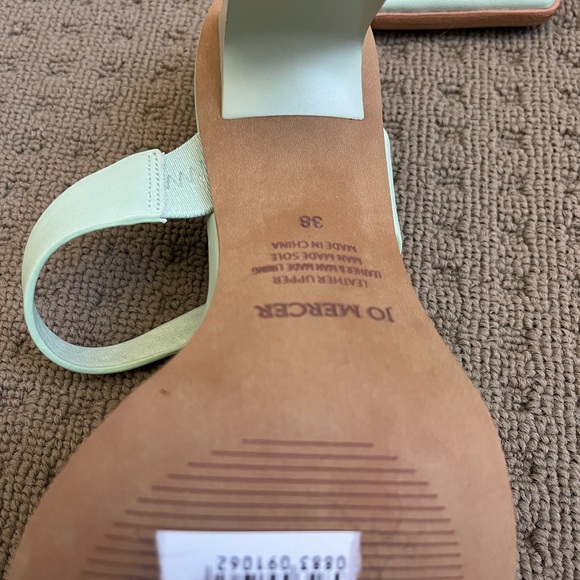 JO MERCER
LEATHER UPPER
LEATHER & MAN MADE LINING
MAN MADE SOLE
MADE IN CHINA
38
0883 091062